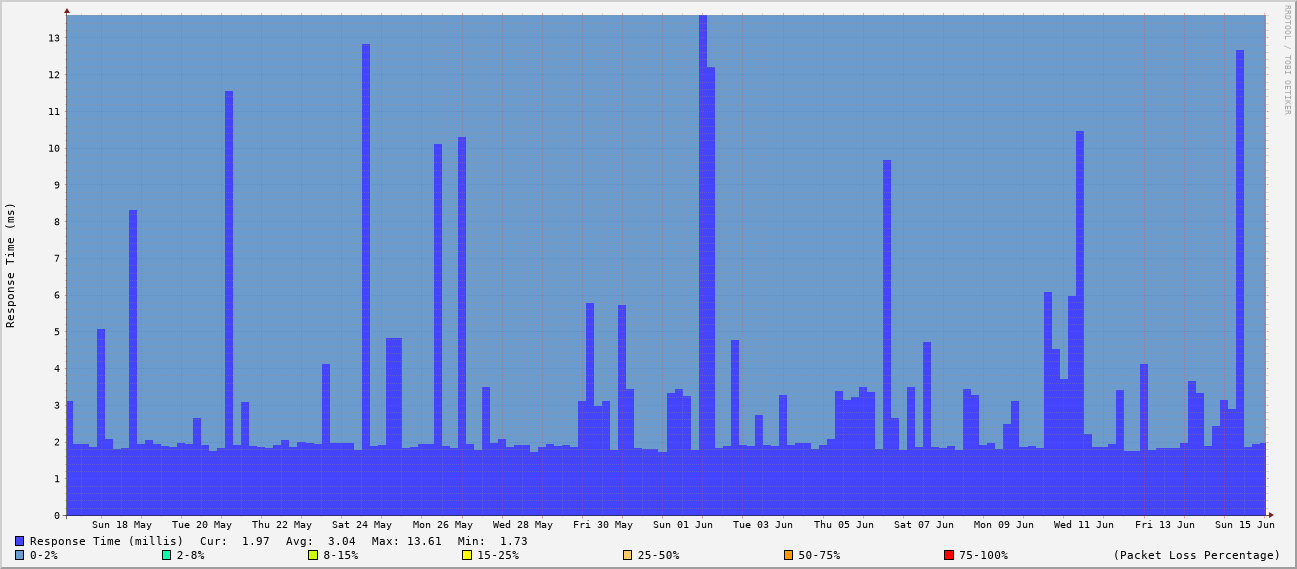 RRDTOOL / TOBI OETIKER
Response Time (ms)
13
12
11
10
9
8
7
6
5
4
3
2
1
0
Sun 18 May Tue 20 May Thu 22 May Sat 24 May Mon 26 May Wed 28 May Fri 30 May Sun 01 Jun Tue 03 Jun Thu 05 Jun Sat 07 Jun Mon 09 Jun Wed 11 Jun Fri 13 Jun Sun 15 Jun
Response Time (millis) Cur: 1.97 Avg: 3.04 Max: 13.61 Min: 1.73
0-2% 2-8% 8-15% 15-25% 25-50% 50-75% 75-100% (Packet Loss Percentage)